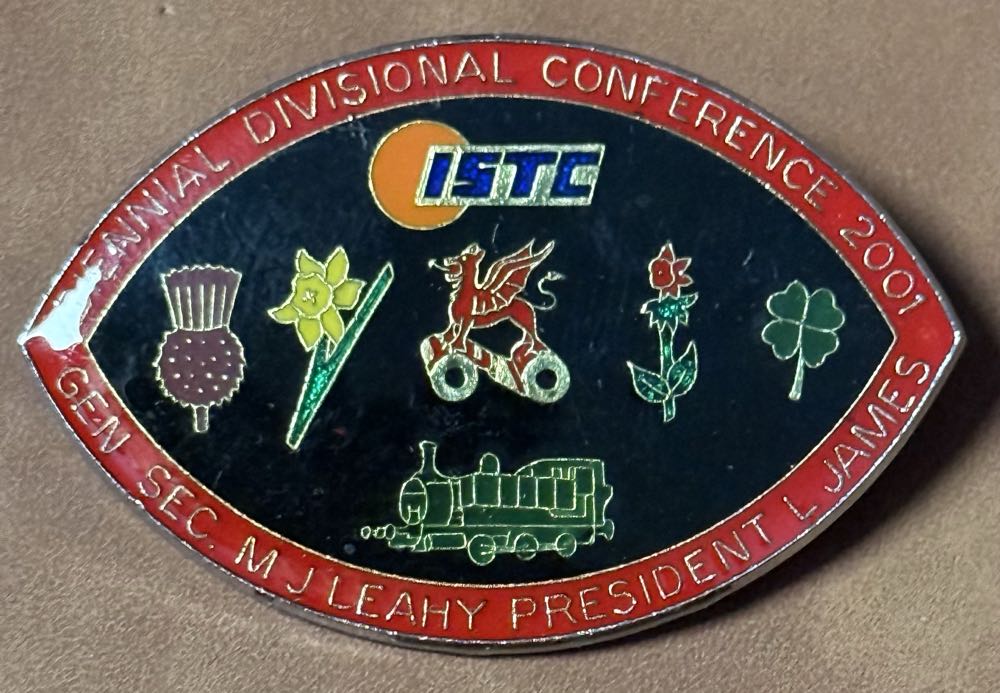 ENNIAL DIVISIONAL CONFERENCE 2001
ISTC
GEN SEC. M J LEAHY PRESIDENT L JAMES